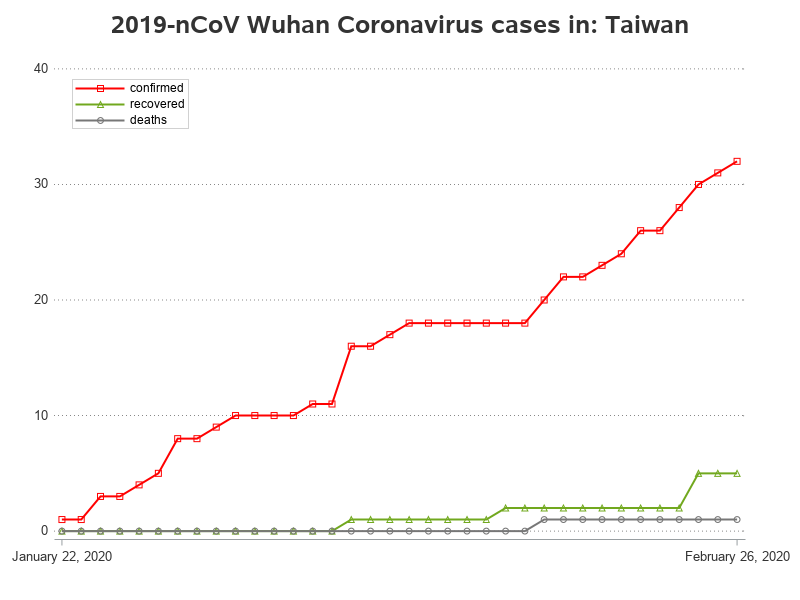 2019-nCoV Wuhan Coronavirus cases in: Taiwan
40
confirmed
recovered
deaths
30
20
10
0
January 22, 2020
February 26, 2020